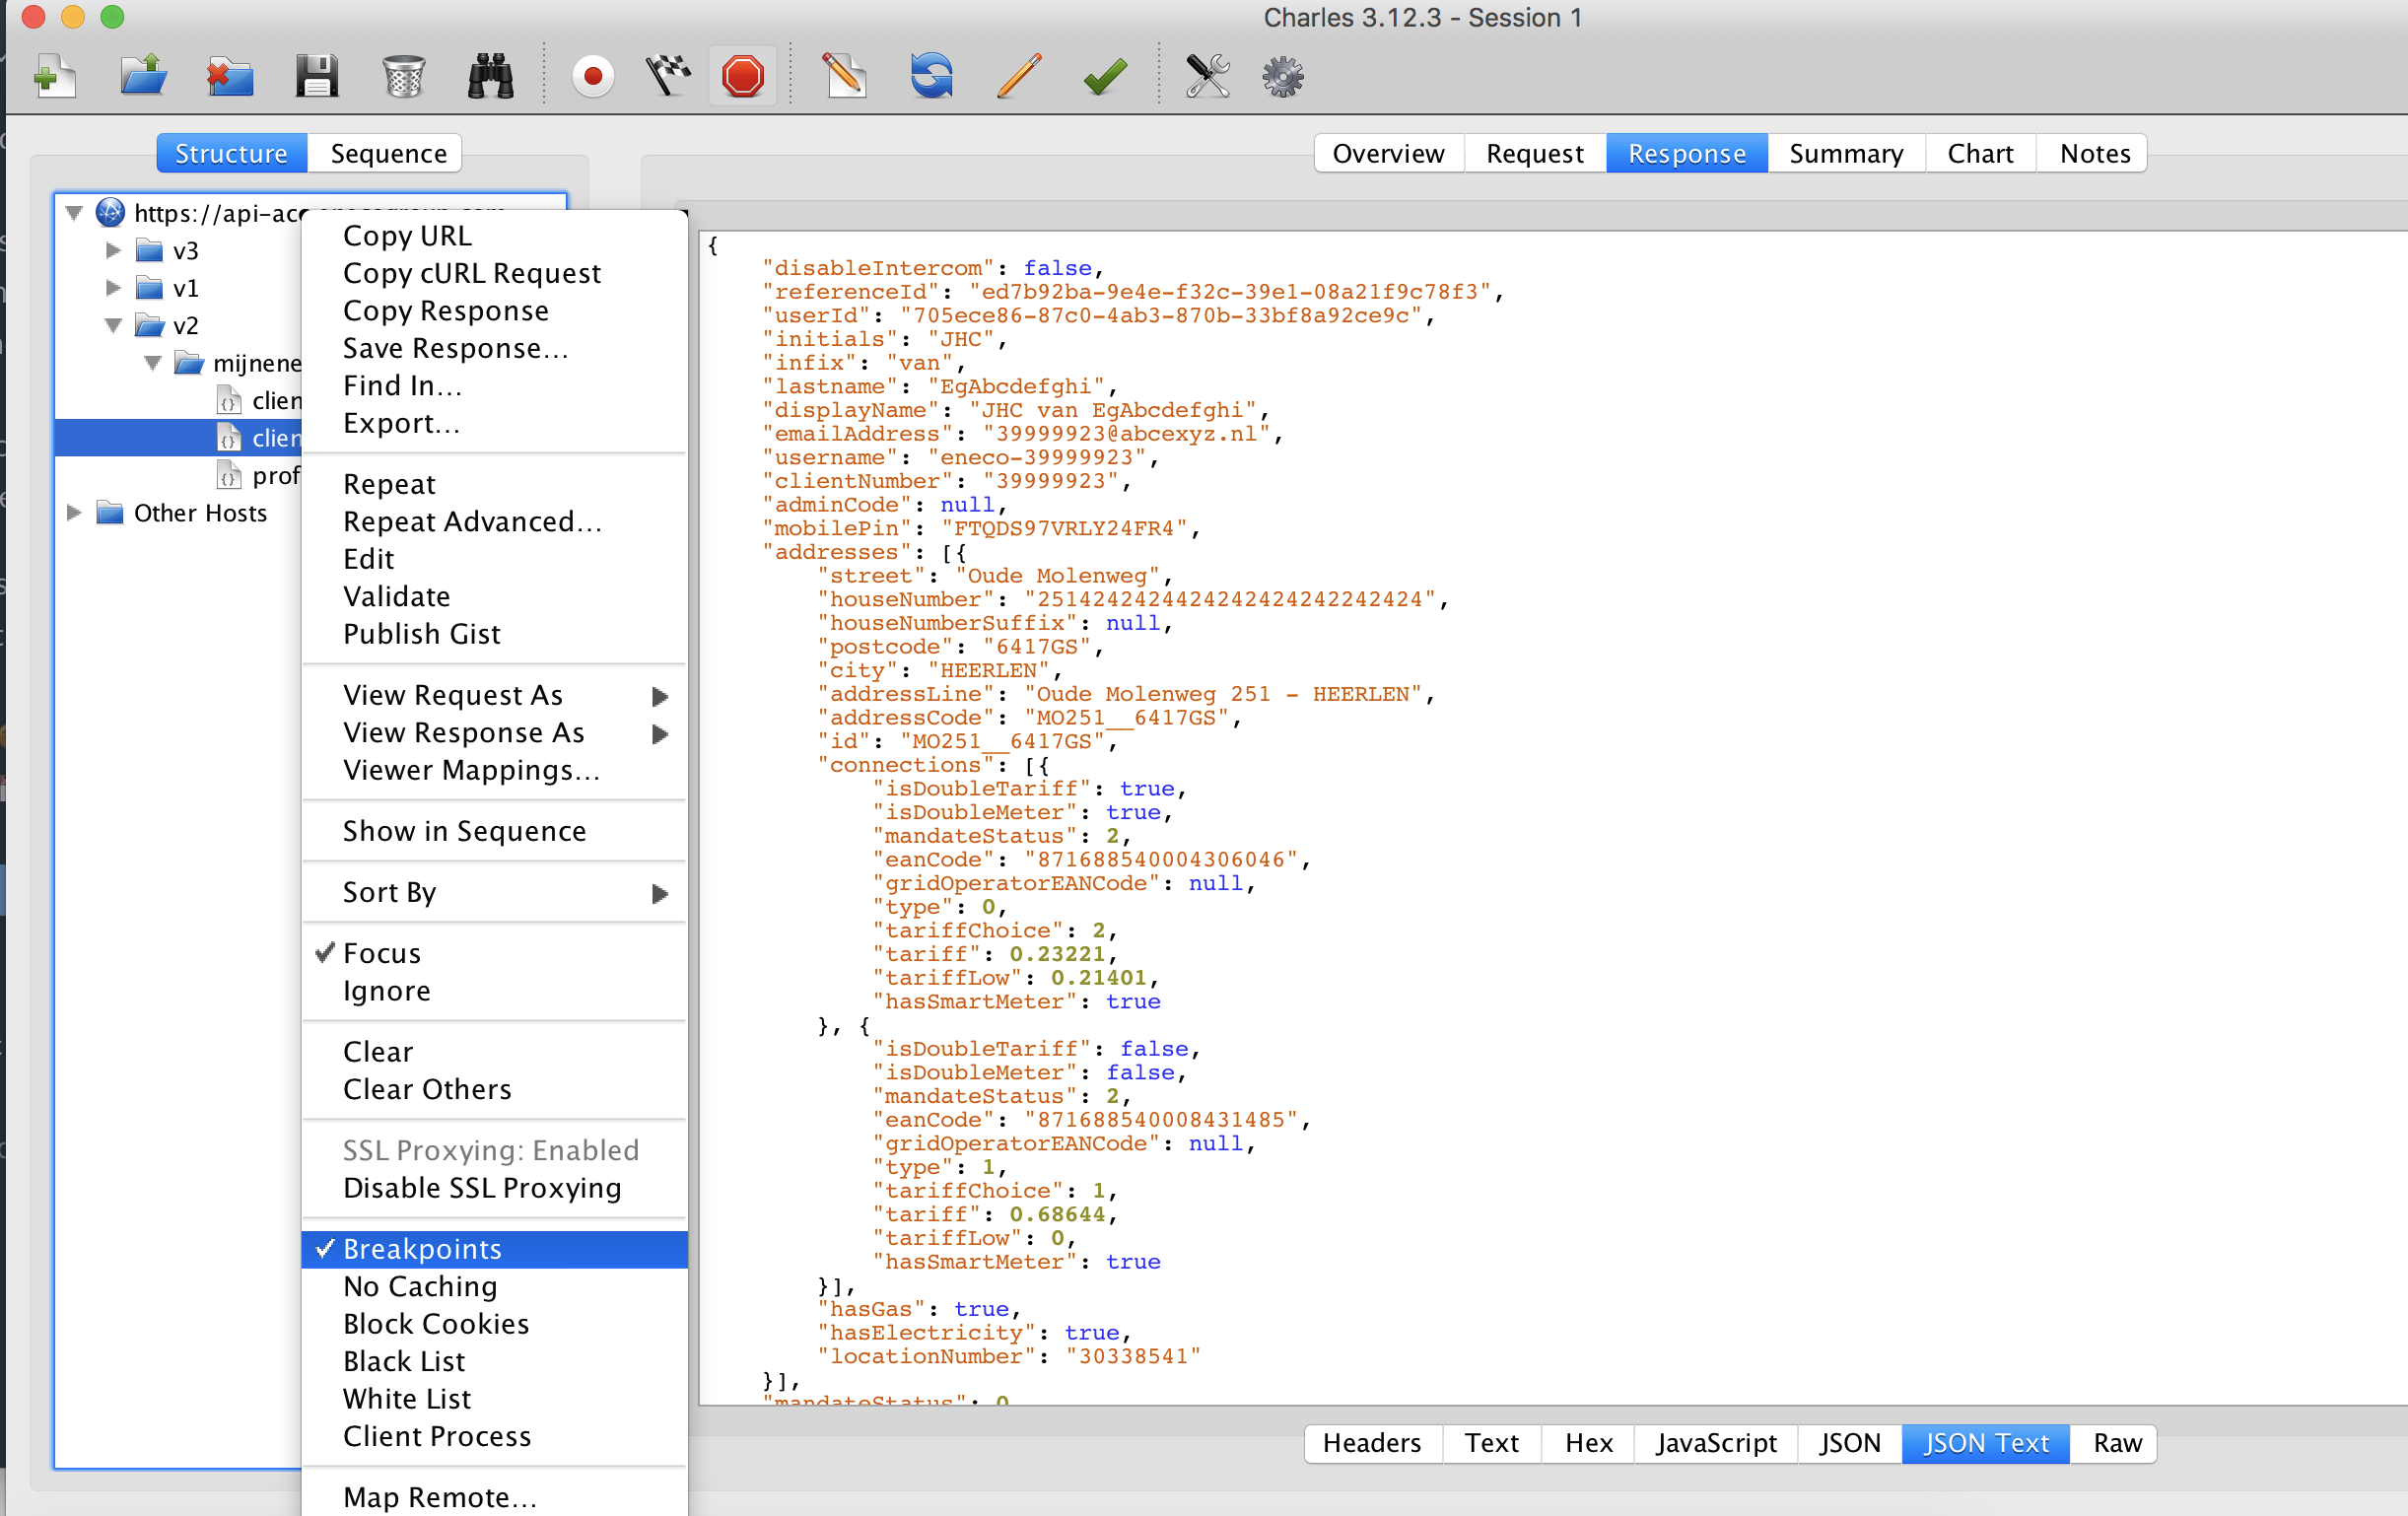 Charles 3.12.3 - Session 1
Structure Sequence
Overview Request Response Summary Chart Notes
v3
v1
v2
Other Hosts
Copy URL
Copy cURL Request
Copy Response
Save Response...
Find In...
Export...
Repeat
Repeat Advanced...
Edit
Validate
Publish Gist
View Request As
View Response As
Viewer Mappings...
Show in Sequence
Sort By
Focus
Ignore
Clear
Clear Others
SSL Proxying: Enabled
Disable SSL Proxying
Breakpoints
No Caching
Block Cookies
Black List
White List
Client Process
Map Remote...
{
"disableIntercom": false,
"referenceId": "ed7b92ba-9e4e-f32c-39e1-08a21f9c78f3",
"userId": "705ece86-87c0-4ab3-870b-33bf8a92ce9c",
"initials": "JHC",
"infix": "van",
"lastname": "EgAbcdefghi",
"displayName": "JHC van EgAbcdefghi",
"emailAddress": "39999923@abcexyz.nl",
"username": "eneco-39999923",
"clientNumber": "39999923",
"adminCode": null,
"mobilePin": "FTQDS97VRLY24FR4",
"addresses": [{
"street": "Oude Molenweg",
"houseNumber": "25142424244242424242424242424",
"houseNumberSuffix": null,
"postcode": "6417GS",
"city": "HEERLEN",
"addressLine": "Oude Molenweg 251 - HEERLEN",
"addressCode": "MO251__6417GS",
"id": "MO251__6417GS",
"connections": [{
"isDoubleTariff": true,
"isDoubleMeter": true,
"mandateStatus": 2,
"eanCode": "871688540004306046",
"gridOperatorEANCode": null,
"type": 0,
"tariffChoice": 2,
"tariff": 0.23221,
"tariffLow": 0.21401,
"hasSmartMeter": true
}, {
"isDoubleTariff": false,
"isDoubleMeter": false,
"mandateStatus": 2,
"eanCode": "871688540008431485",
"gridOperatorEANCode": null,
"type": 1,
"tariffChoice": 1,
"tariff": 0.68644,
"tariffLow": 0,
"hasSmartMeter": true
}],
"hasGas": true,
"hasElectricity": true,
"locationNumber": "30338541"
}],
"mandateStatus": 0
Headers Text Hex JavaScript JSON JSON Text Raw